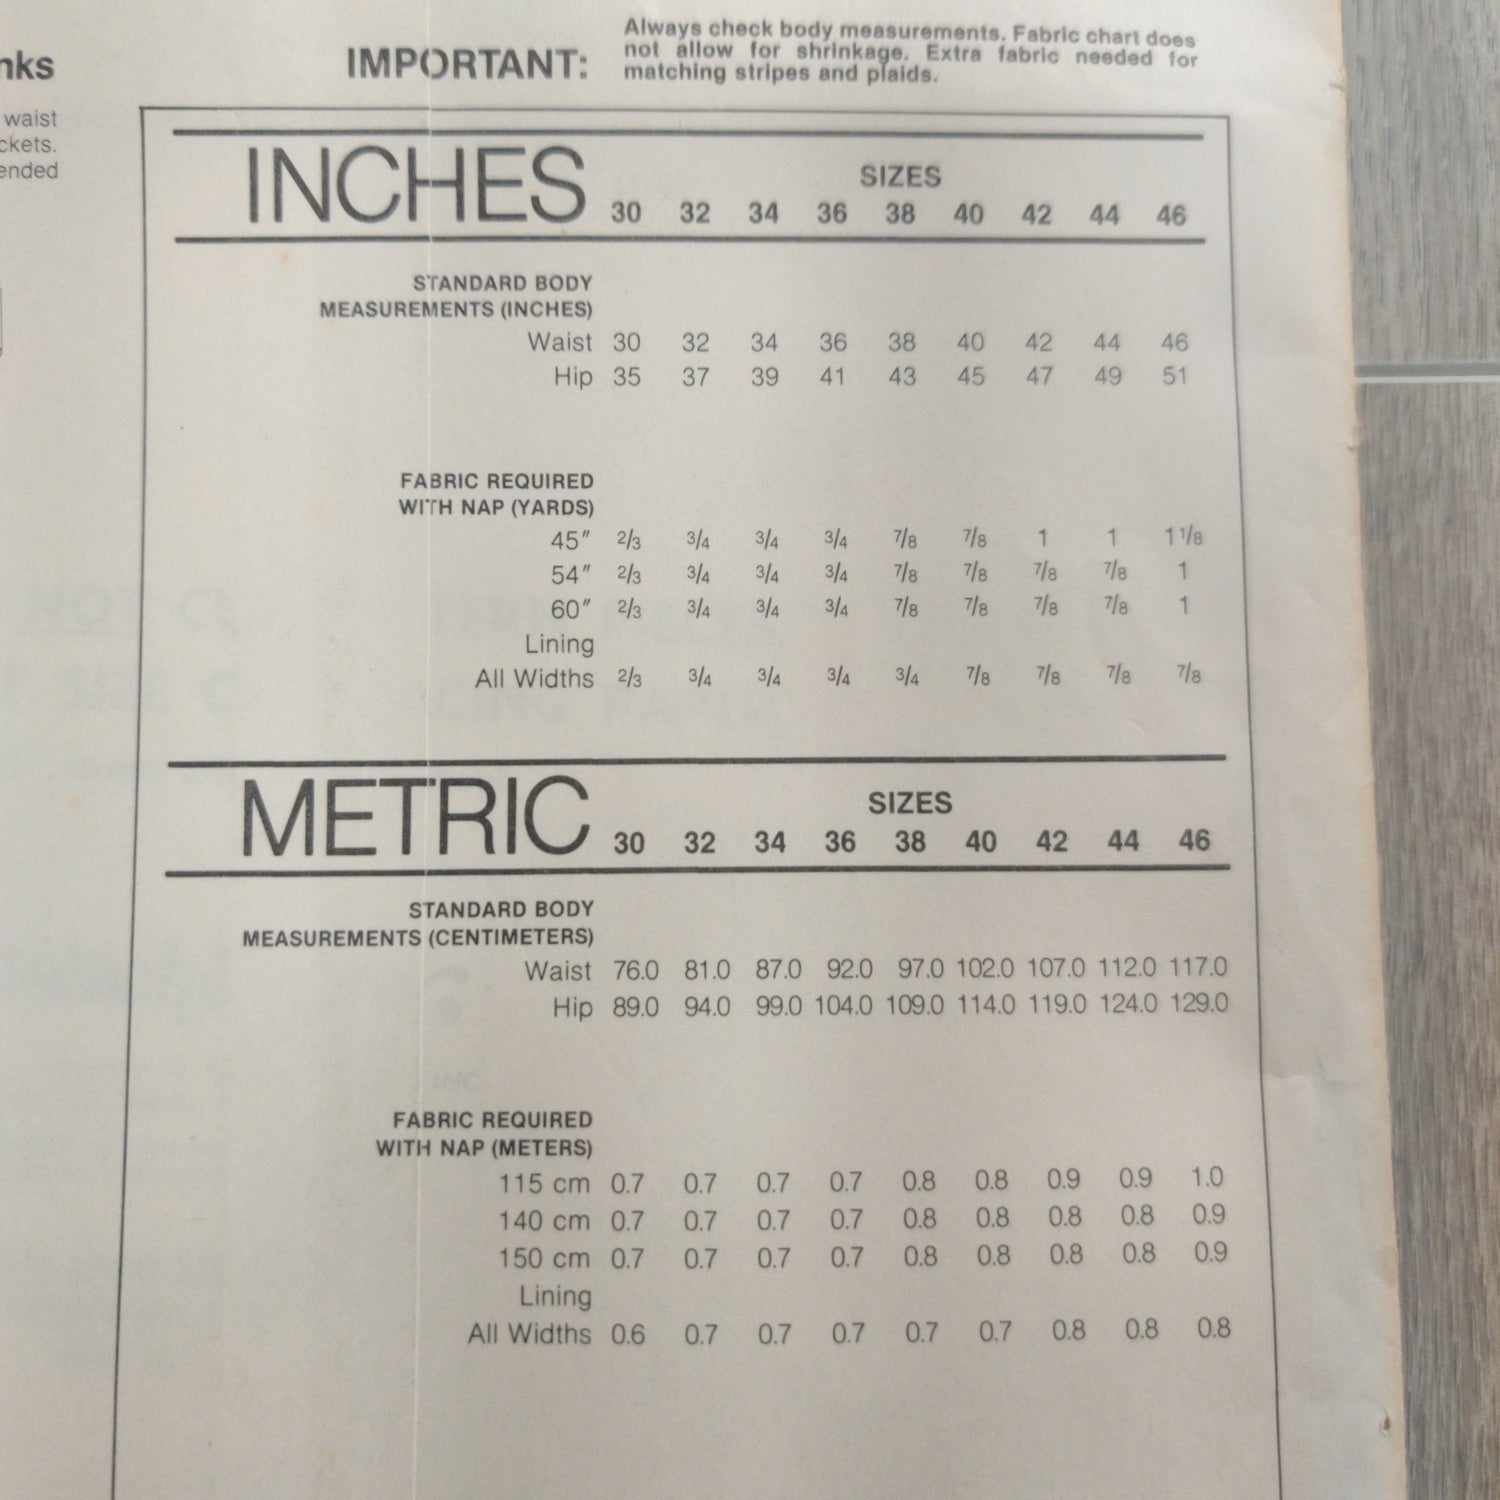 nks
waist
ckets.
ended
IMPORTANT:
Always check body measurements. Fabric chart does
not allow for shrinkage. Extra fabric needed for
matching stripes and plaids.
INCHES
SIZES
30 32 34 36 38 40 42 44 46
STANDARD BODY
MEASUREMENTS (INCHES)
Waist 30 32 34 36 38 40 42 44 46
Hip 35 37 39 41 43 45 47 49 51
FABRIC REQUIRED
WITH NAP (YARDS)
45" 2/3 3/4 3/4 3/4 7/8 7/8 1 1 1 1/8
54" 2/3 3/4 3/4 3/4 7/8 7/8 7/8 7/8 1
60" 2/3 3/4 3/4 3/4 7/8 7/8 7/8 7/8 1
Lining
All Widths 2/3 3/4 3/4 3/4 3/4 7/8 7/8 7/8 7/8
METRIC
SIZES
30 32 34 36 38 40 42 44 46
STANDARD BODY
MEASUREMENTS (CENTIMETERS)
Waist 76.0 81.0 87.0 92.0 97.0 102.0 107.0 112.0 117.0
Hip 89.0 94.0 99.0 104.0 109.0 114.0 119.0 124.0 129.0
FABRIC REQUIRED
WITH NAP (METERS)
115 cm 0.7 0.7 0.7 0.7 0.8 0.8 0.9 0.9 1.0
140 cm 0.7 0.7 0.7 0.7 0.8 0.8 0.8 0.8 0.9
150 cm 0.7 0.7 0.7 0.7 0.8 0.8 0.8 0.8 0.9
Lining
All Widths 0.6 0.7 0.7 0.7 0.7 0.7 0.8 0.8 0.8